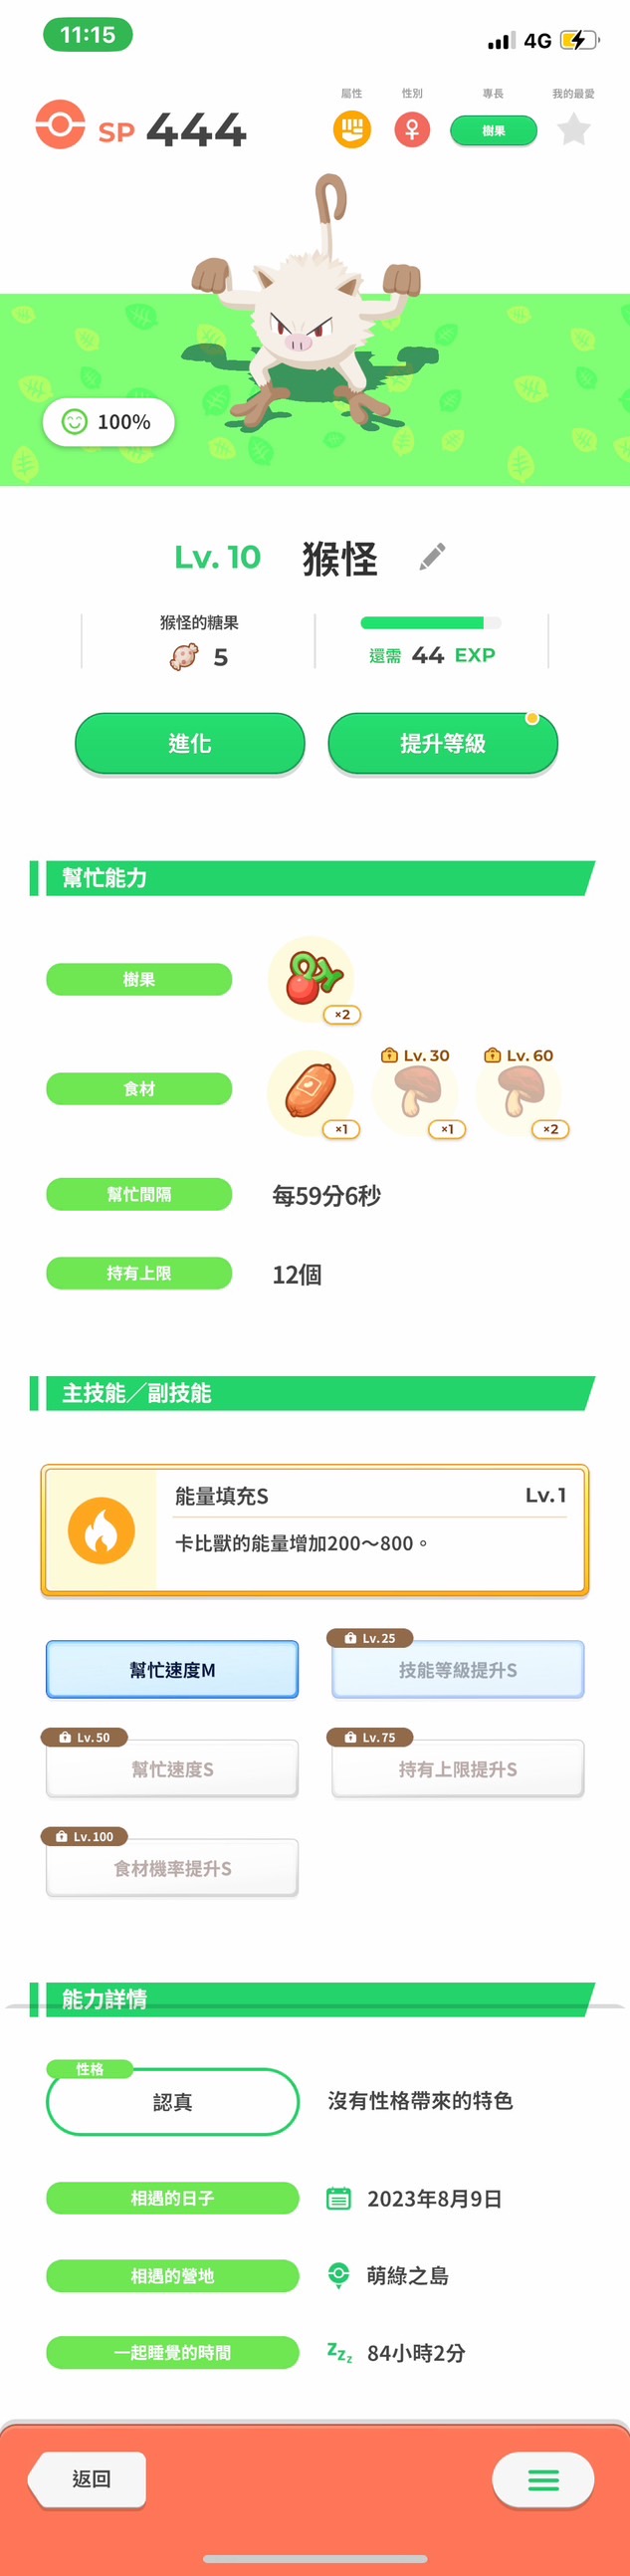 11:15
4G
屬性 性別 專長 我的最愛
SP 444
樹果
100%
Lv. 10 猴怪
猴怪的糖果
5
還需 44 EXP
進化 提升等級
幫忙能力
樹果
×2
食材
Lv. 30 Lv. 60
×1 ×1 ×2
幫忙間隔 每59分6秒
持有上限 12個
主技能／副技能
能量填充S Lv. 1
卡比獸的能量增加200～800。
Lv. 25
幫忙速度M 技能等級提升S
Lv. 50 Lv. 75
幫忙速度S 持有上限提升S
Lv. 100
食材機率提升S
能力詳情
性格
認真 沒有性格帶來的特色
相遇的日子 2023年8月9日
相遇的營地 萌綠之島
一起睡覺的時間 zzz 84小時2分
返回